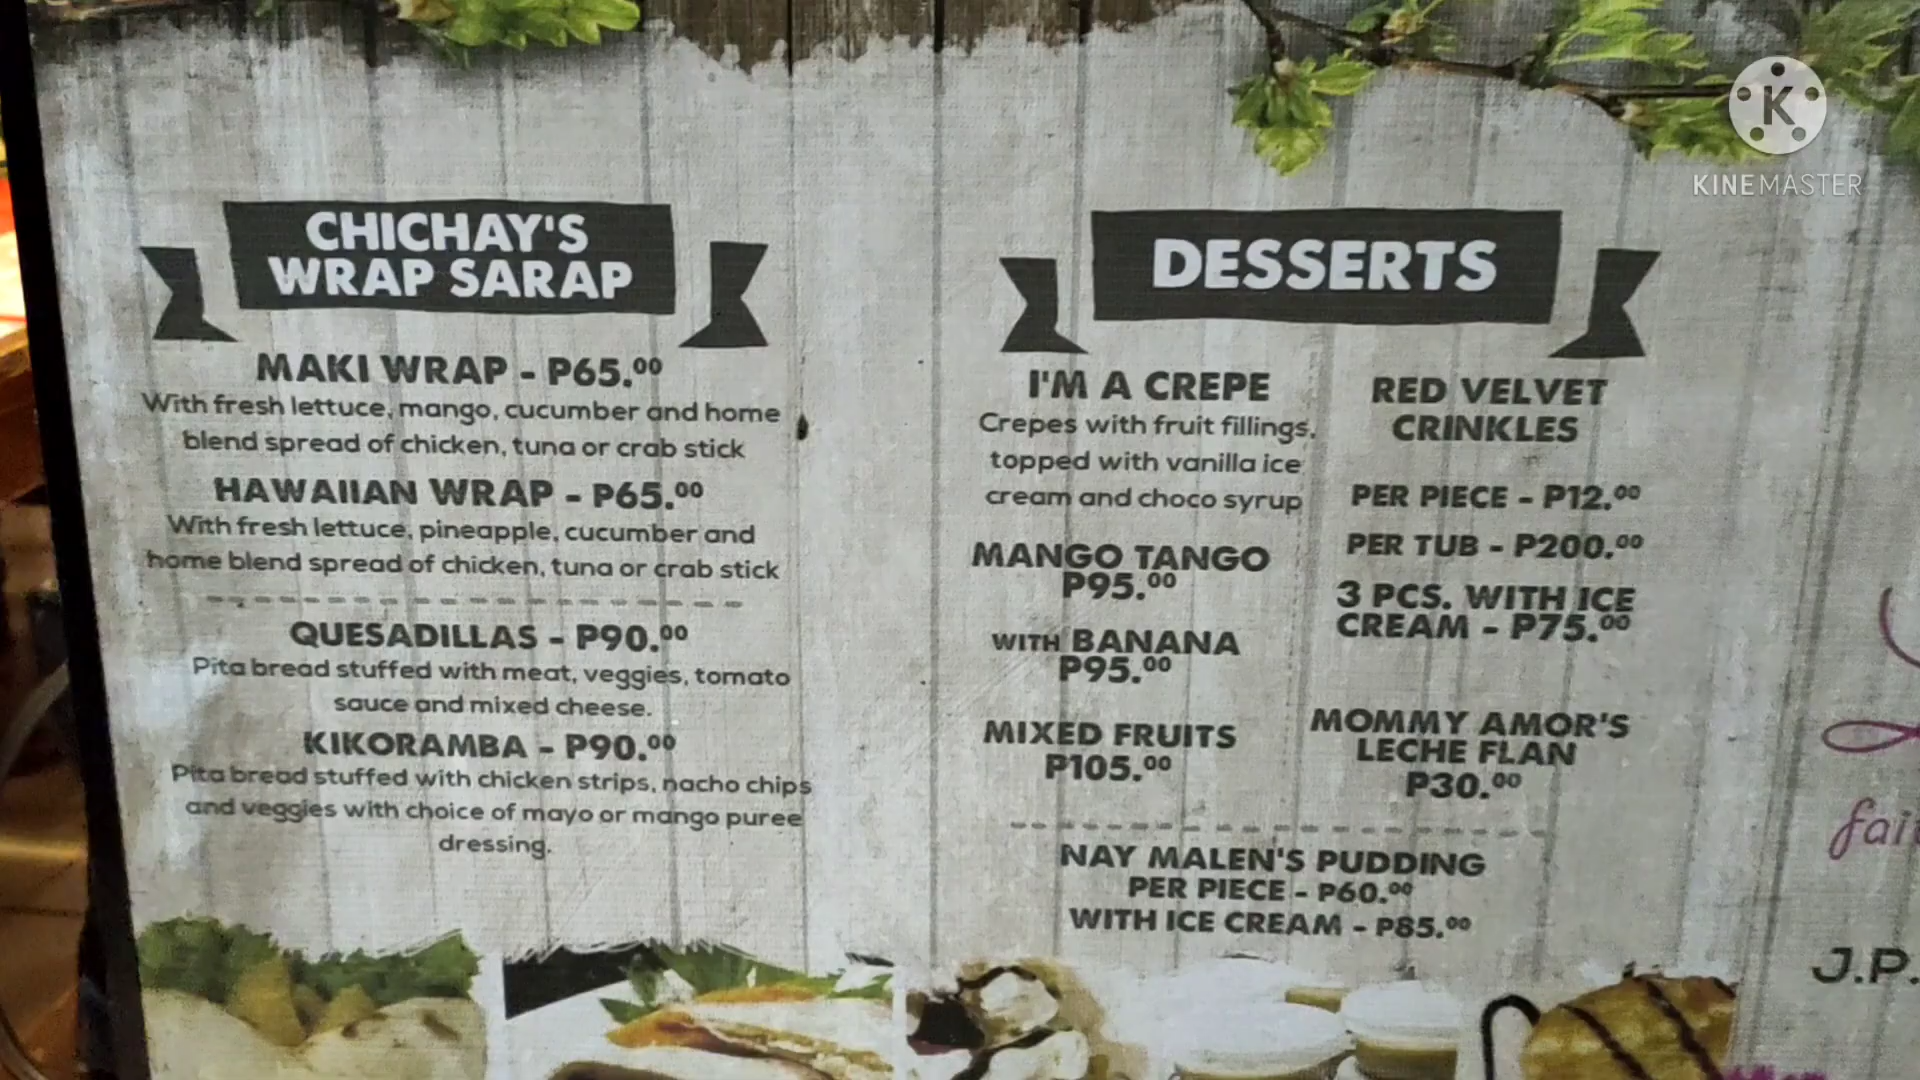 KINEMASTER
CHICHAY'S
WRAP SARAP
MAKI WRAP - P65.00
With fresh lettuce, mango, cucumber and home
blend spread of chicken, tuna or crab stick
HAWAIIAN WRAP - P65.00
With fresh lettuce, pineapple, cucumber and
home blend spread of chicken, tuna or crab stick
QUESADILLAS - P90.00
Pita bread stuffed with meat, veggies, tomato
sauce and mixed cheese.
KIKORAMBA - P90.00
Pita bread stuffed with chicken strips, nacho chips
and veggies with choice of mayo or mango puree
dressing.
DESSERTS
I'M A CREPE
Crepes with fruit fillings,
topped with vanilla ice
cream and choco syrup
MANGO TANGO
P95.00
WITH BANANA
P95.00
MIXED FRUITS
P105.00
RED VELVET
CRINKLES
PER PIECE - P12.00
PER TUB - P200.00
3 PCS. WITH ICE
CREAM - P75.00
MOMMY AMOR'S
LECHE FLAN
P30.00
NAY MALEN'S PUDDING
PER PIECE - P60.00
WITH ICE CREAM - P85.00
J.P.